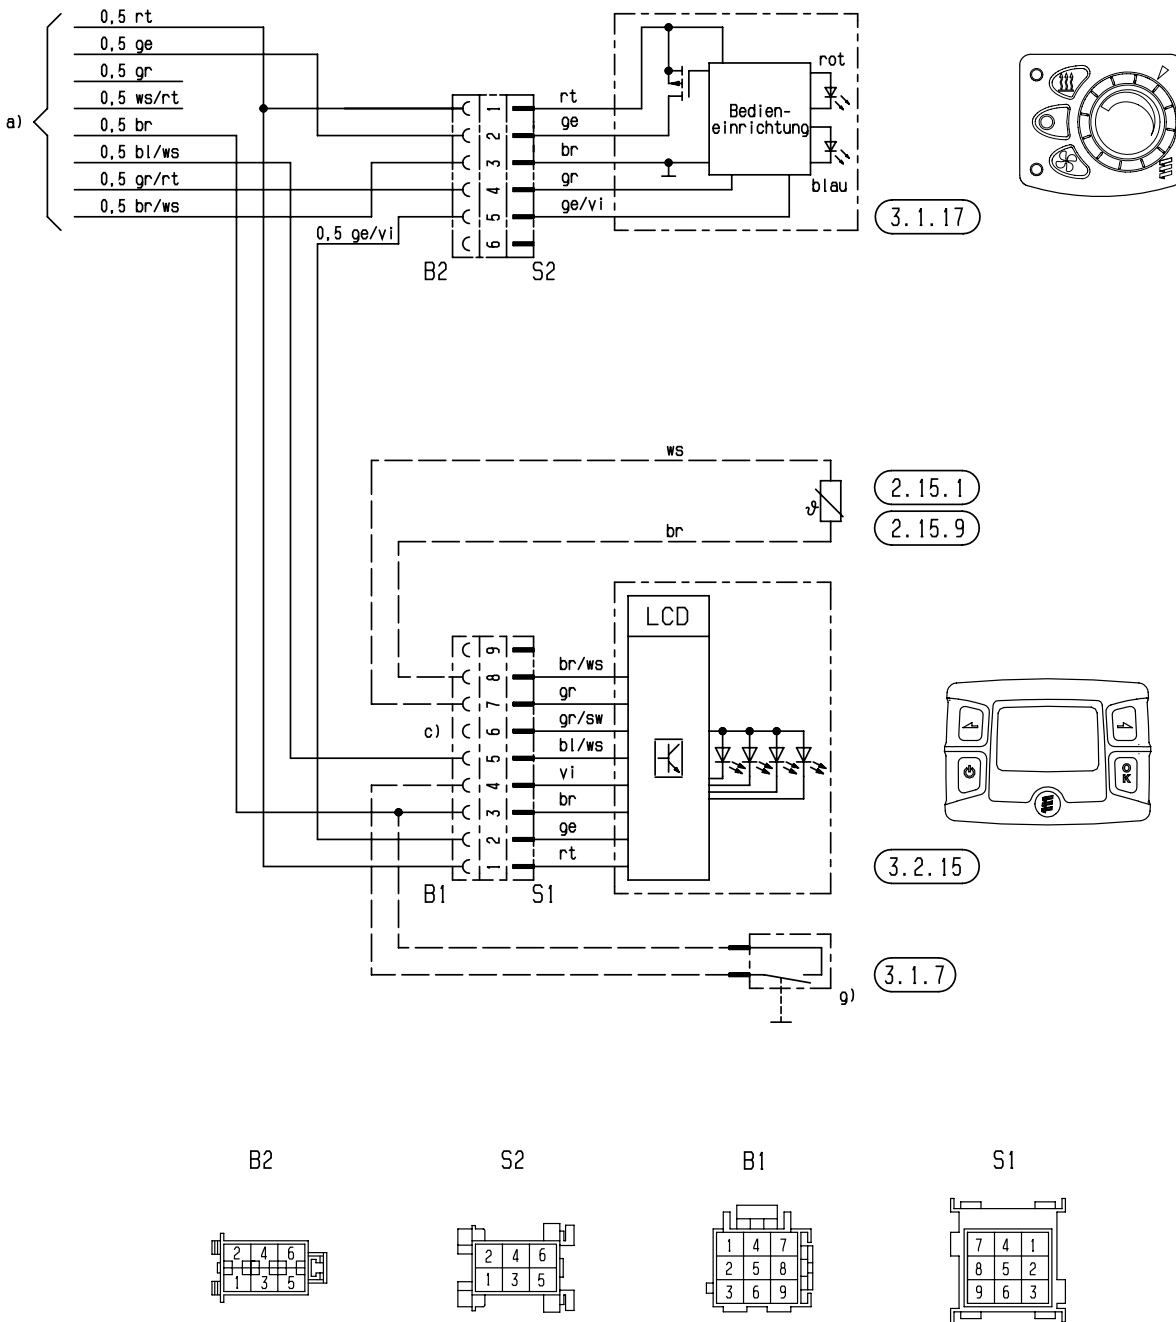 0,5 rt
0,5 ge
0,5 gr
0,5 ws/rt
a)
0,5 br
0,5 bl/ws
0,5 gr/rt
0,5 br/ws
0,5 ge/vi
1
2
3
4
5
6
B2
S2
rt
ge
br
gr
ge/vi
Bedien-
einrichtung
rot
blau
3.1.17
ws
br
ϑ
2.15.1
2.15.9
LCD
9
8
7
6
5
4
3
2
1
c)
br/ws
gr
gr/sw
bl/ws
vi
br
ge
rt
B1
S1
OK
3.2.15
3.1.7
g)
B2
S2
B1
S1
2 4 6
1 3 5
2 4 6
1 3 5
1 4 7
2 5 8
3 6 9
7 4 1
8 5 2
9 6 3